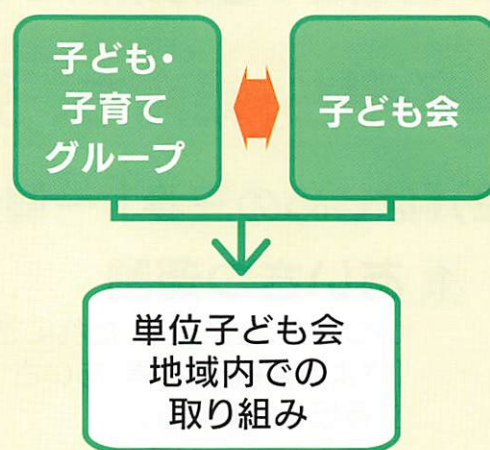 子ども・
子育て
グループ
子ども会
単位子ども会
地域内での
取り組み